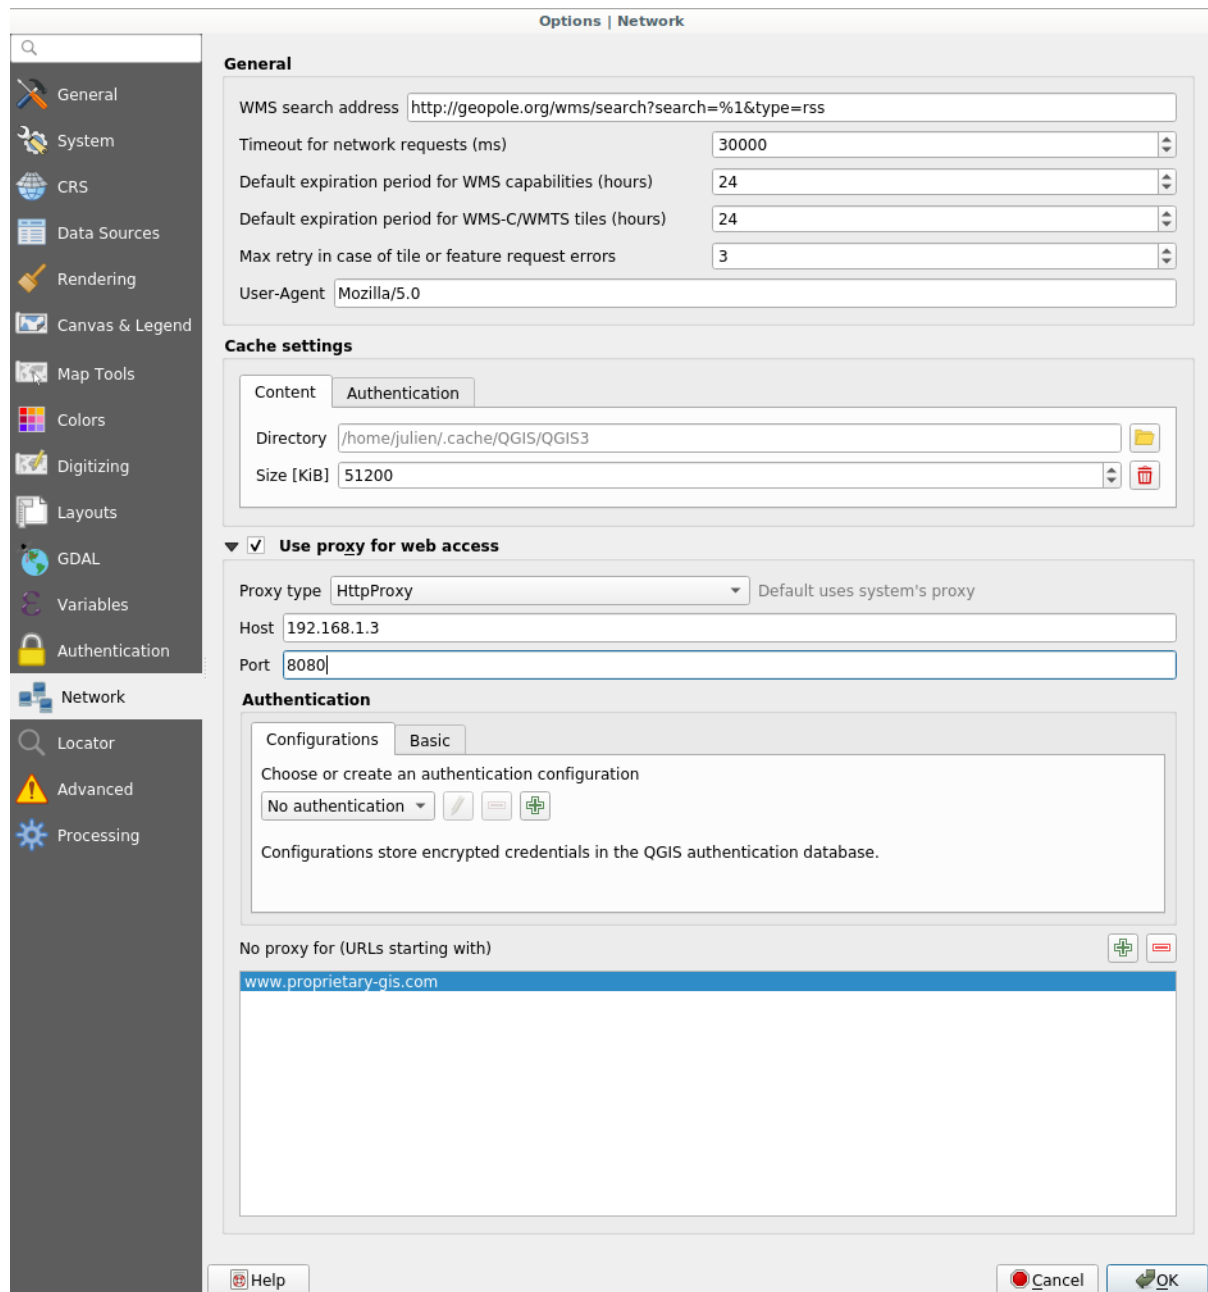 Options | Network
General
System
CRS
Data Sources
Rendering
Canvas & Legend
Map Tools
Colors
Digitizing
Layouts
GDAL
Variables
Authentication
Network
Locator
Advanced
Processing
General
WMS search address http://geopole.org/wms/search?search=%1&type=rss
Timeout for network requests (ms) 30000
Default expiration period for WMS capabilities (hours) 24
Default expiration period for WMS-C/WMTS tiles (hours) 24
Max retry in case of tile or feature request errors 3
User-Agent Mozilla/5.0
Cache settings
Content Authentication
Directory /home/julien/.cache/QGIS/QGIS3
Size [KiB] 51200
Use proxy for web access
Proxy type HttpProxy Default uses system's proxy
Host 192.168.1.3
Port 8080
Authentication
Configurations Basic
Choose or create an authentication configuration
No authentication
Configurations store encrypted credentials in the QGIS authentication database.
No proxy for (URLs starting with)
www.proprietary-gis.com
Help Cancel OK